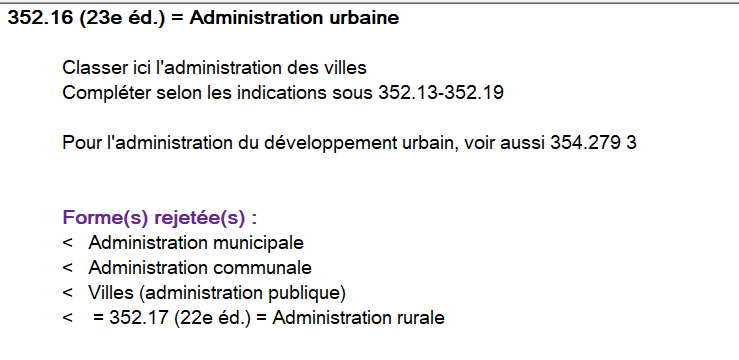 352.16 (23e éd.) = Administration urbaine
Classer ici l'administration des villes
Compléter selon les indications sous 352.13-352.19
Pour l'administration du développement urbain, voir aussi 354.279 3
Forme(s) rejetée(s) :
< Administration municipale
< Administration communale
< Villes (administration publique)
< = 352.17 (22e éd.) = Administration rurale